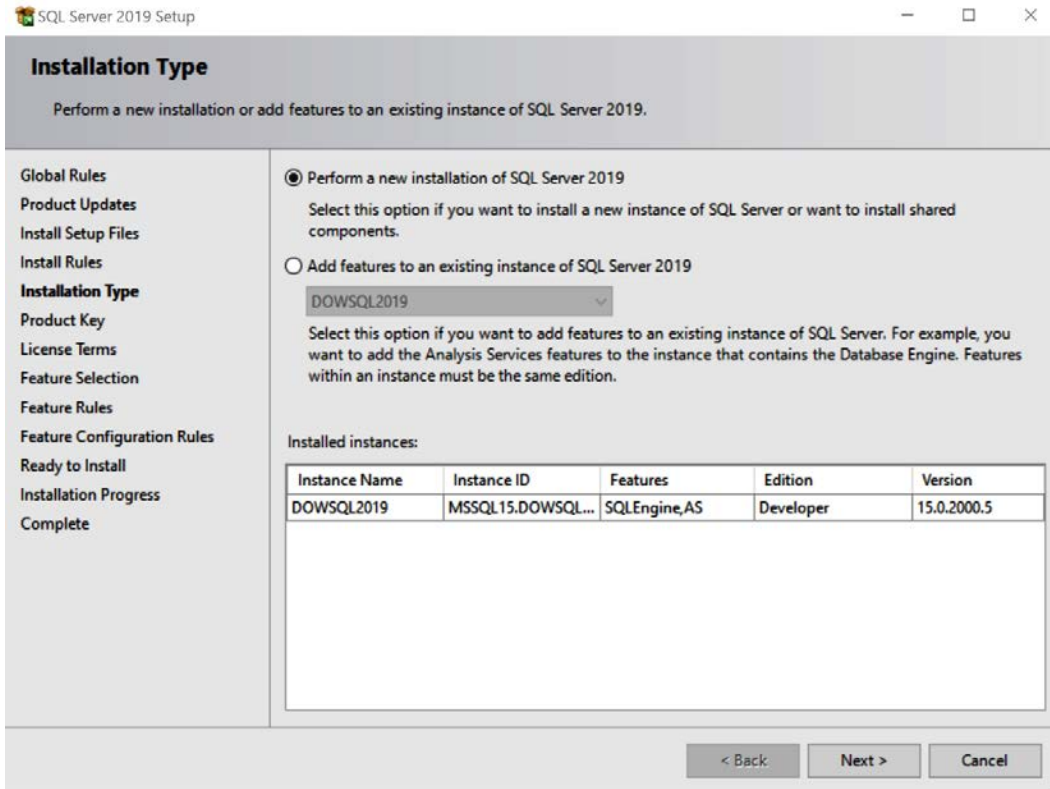 SQL Server 2019 Setup
Installation Type
Perform a new installation or add features to an existing instance of SQL Server 2019.
Global Rules
Product Updates
Install Setup Files
Install Rules
Installation Type
Product Key
License Terms
Feature Selection
Feature Rules
Feature Configuration Rules
Ready to Install
Installation Progress
Complete
Perform a new installation of SQL Server 2019
Select this option if you want to install a new instance of SQL Server or want to install shared
components.
Add features to an existing instance of SQL Server 2019
DOWSQL2019
Select this option if you want to add features to an existing instance of SQL Server. For example, you
want to add the Analysis Services features to the instance that contains the Database Engine. Features
within an instance must be the same edition.
Installed instances:
Instance Name Instance ID Features Edition Version
DOWSQL2019 MSSQL15.DOWSQL... SQLEngine,AS Developer 15.0.2000.5
< Back Next > Cancel